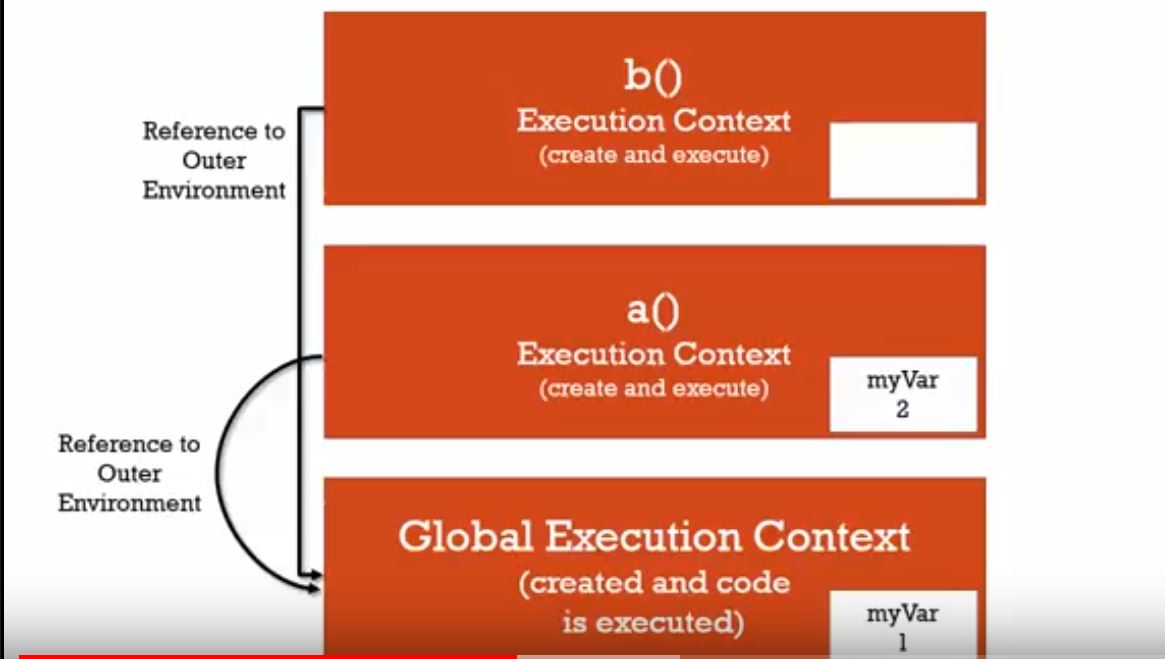 b()
Execution Context
(create and execute)
Reference to
Outer
Environment
a()
Execution Context
(create and execute)
myVar
2
Reference to
Outer
Environment
Global Execution Context
(created and code
is executed)
myVar
1